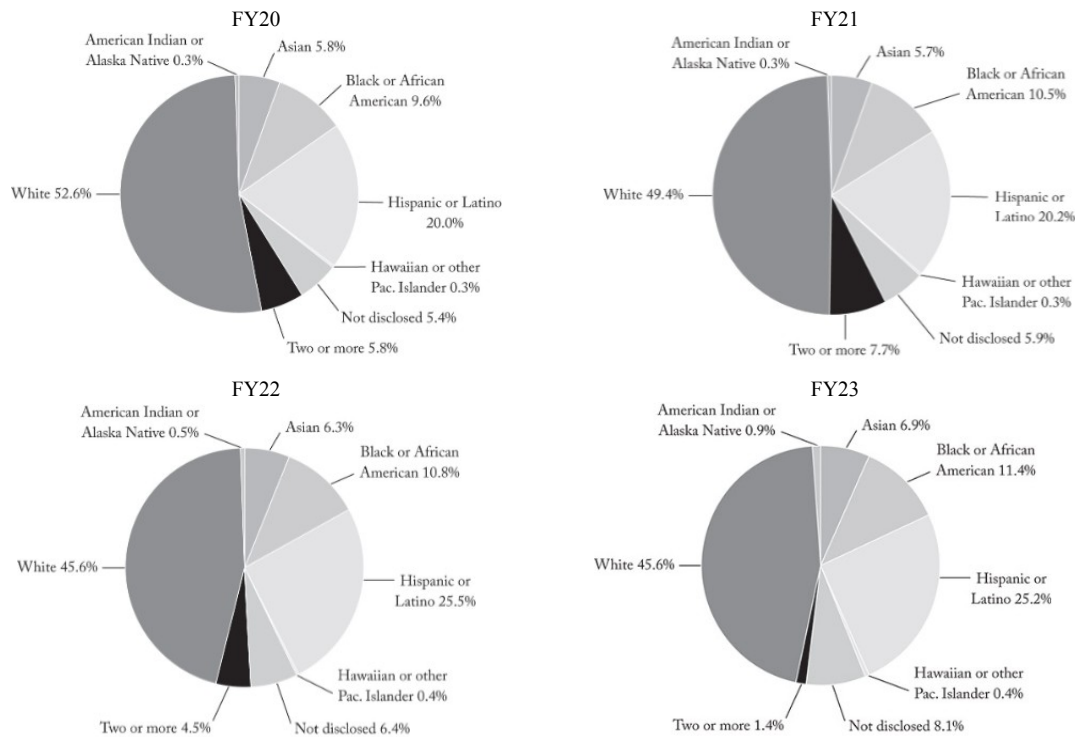 FY20
American Indian or
Alaska Native 0.3%
Asian 5.8%
Black or African
American 9.6%
White 52.6%
Hispanic or Latino
20.0%
Hawaiian or other
Pac. Islander 0.3%
Not disclosed 5.4%
Two or more 5.8%
FY21
American Indian or
Alaska Native 0.3%
Asian 5.7%
Black or African
American 10.5%
White 49.4%
Hispanic or
Latino 20.2%
Hawaiian or other
Pac. Islander 0.3%
Not disclosed 5.9%
Two or more 7.7%
FY22
American Indian or
Alaska Native 0.5%
Asian 6.3%
Black or African
American 10.8%
White 45.6%
Hispanic or
Latino 25.5%
Hawaiian or other
Pac. Islander 0.4%
Two or more 4.5%
Not disclosed 6.4%
FY23
American Indian or
Alaska Native 0.9%
Asian 6.9%
Black or African
American 11.4%
White 45.6%
Hispanic or
Latino 25.2%
Hawaiian or other
Pac. Islander 0.4%
Two or more 1.4%
Not disclosed 8.1%